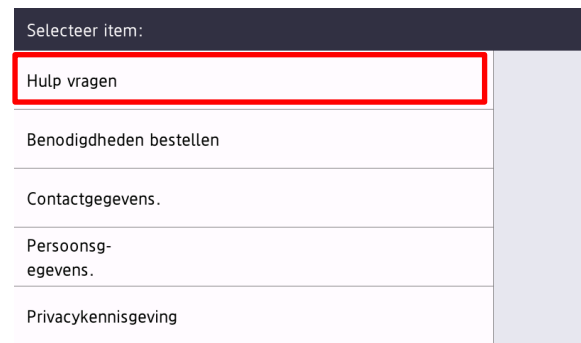 Selecteer item:
Hulp vragen
Benodigdheden bestellen
Contactgegevens.
Persoonsg-
egevens.
Privacykennisgeving